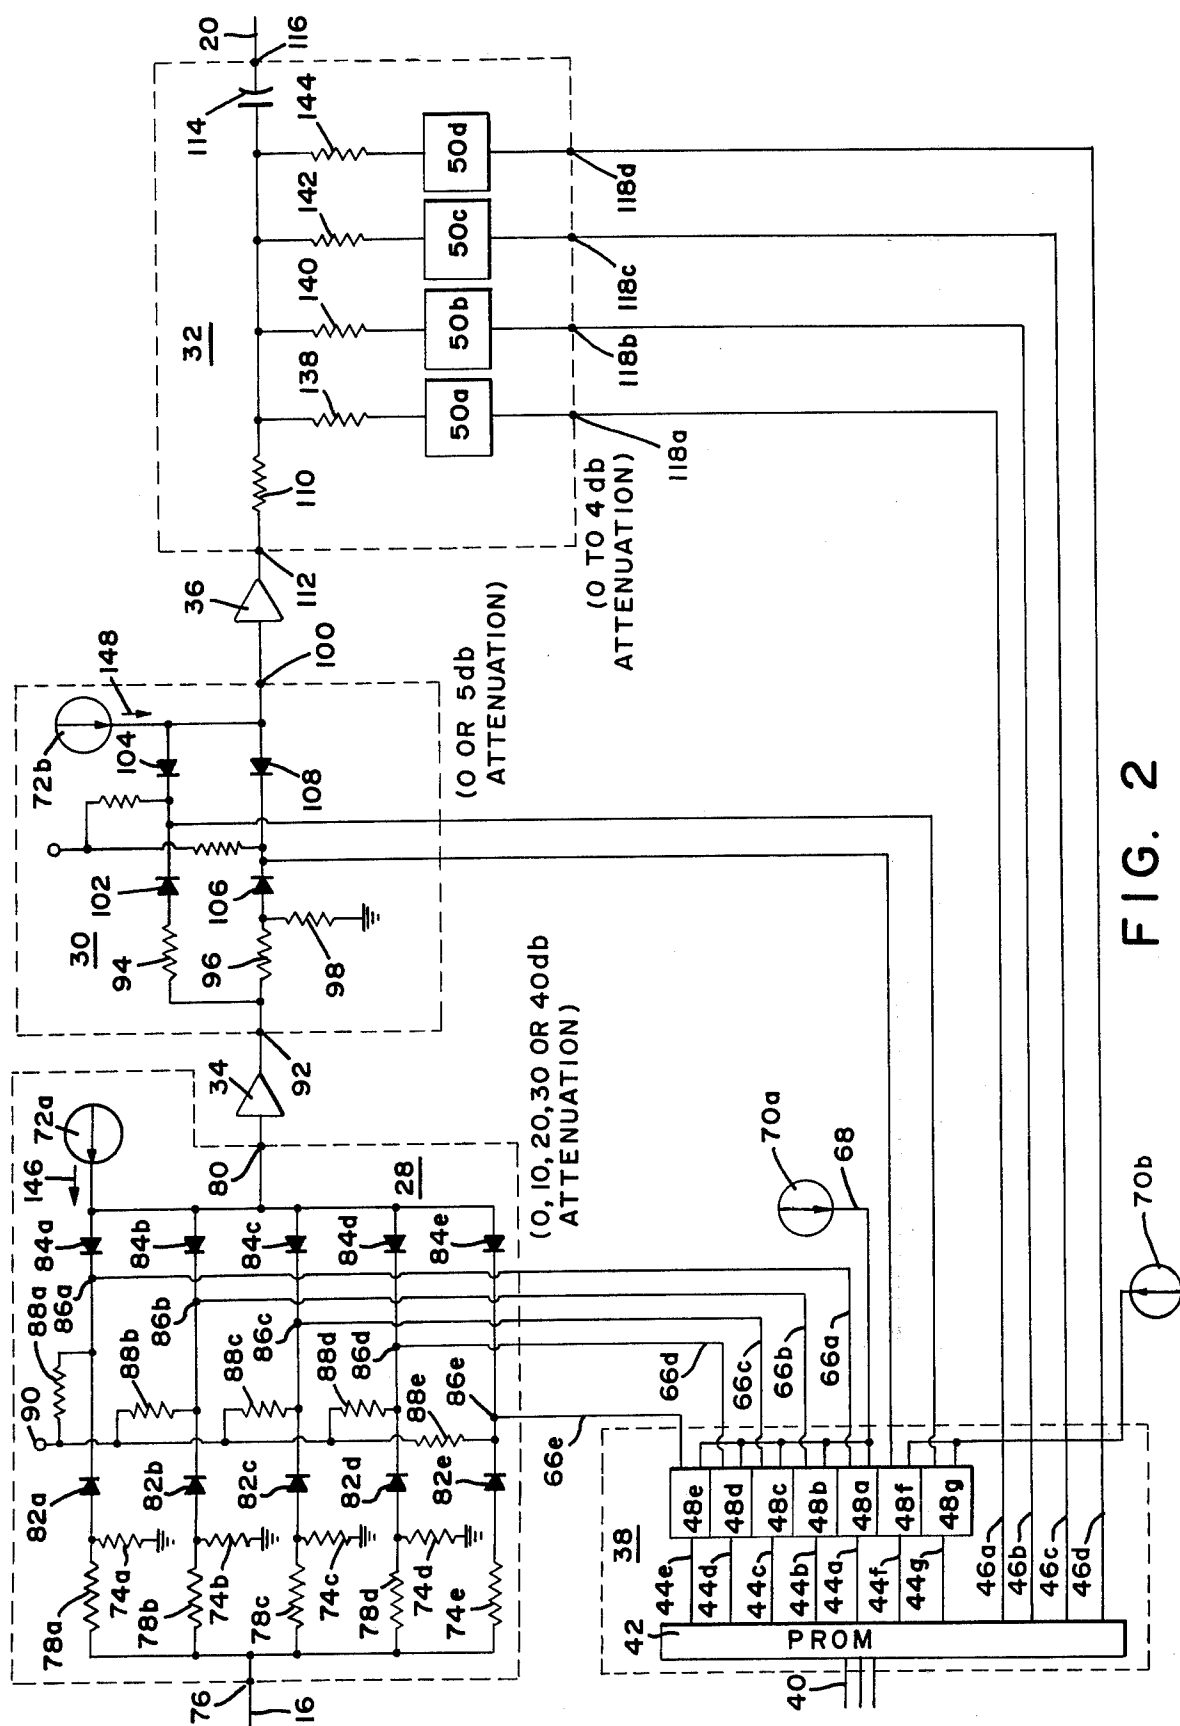 16
76
78a
74a
78b
74b
78c
74c
78d
74d
74e
82a
82b
82c
82d
82e
90
88a
88b
88c
88d
88e
86a
86b
86c
86d
86e
84a
84b
84c
84d
84e
146
72a
80
28
34
92
(0, 10, 20, 30 OR 40db
ATTENUATION)
30
94
96
98
102
106
104
108
72b
148
100
(0 OR 5db
ATTENUATION)
36
112
110
32
138
140
142
144
114
116
20
50a
50b
50c
50d
118a
118b
118c
118d
(0 TO 4db
ATTENUATION)
40
42
PROM
38
44e
44d
44c
44b
44a
44f
44g
48e
48d
48c
48b
48a
48f
48g
46a
46b
46c
46d
66e
66d
66c
66b
66a
68
70a
70b
FIG. 2